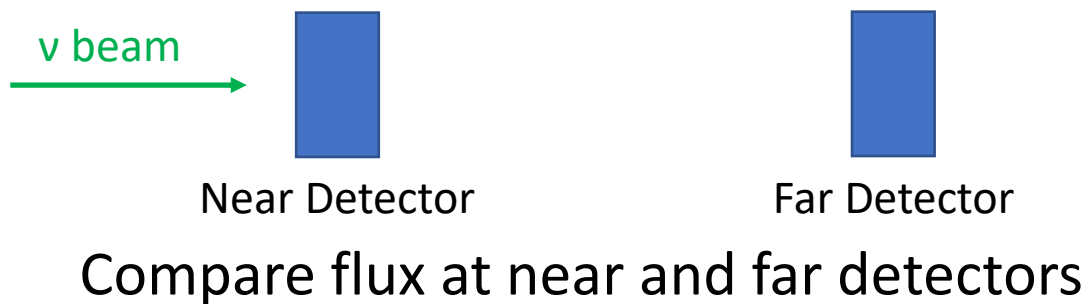 ν beam
Near Detector
Far Detector
Compare flux at near and far detectors